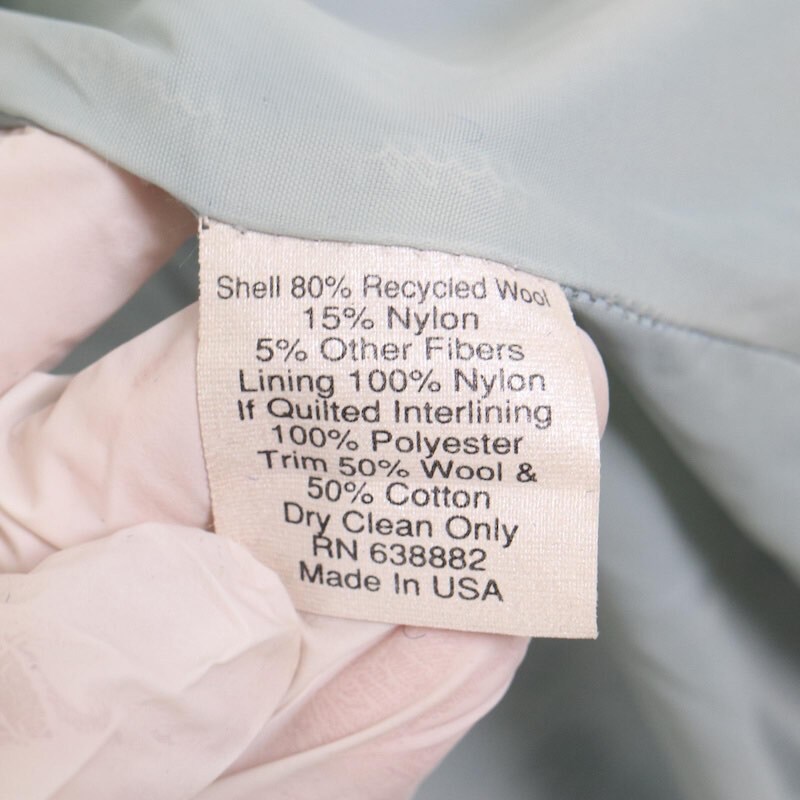 Shell 80% Recycled Wool
15% Nylon
5% Other Fibers
Lining 100% Nylon
If Quilted Interlining
100% Polyester
Trim 50% Wool &
50% Cotton
Dry Clean Only
RN 638882
Made In USA